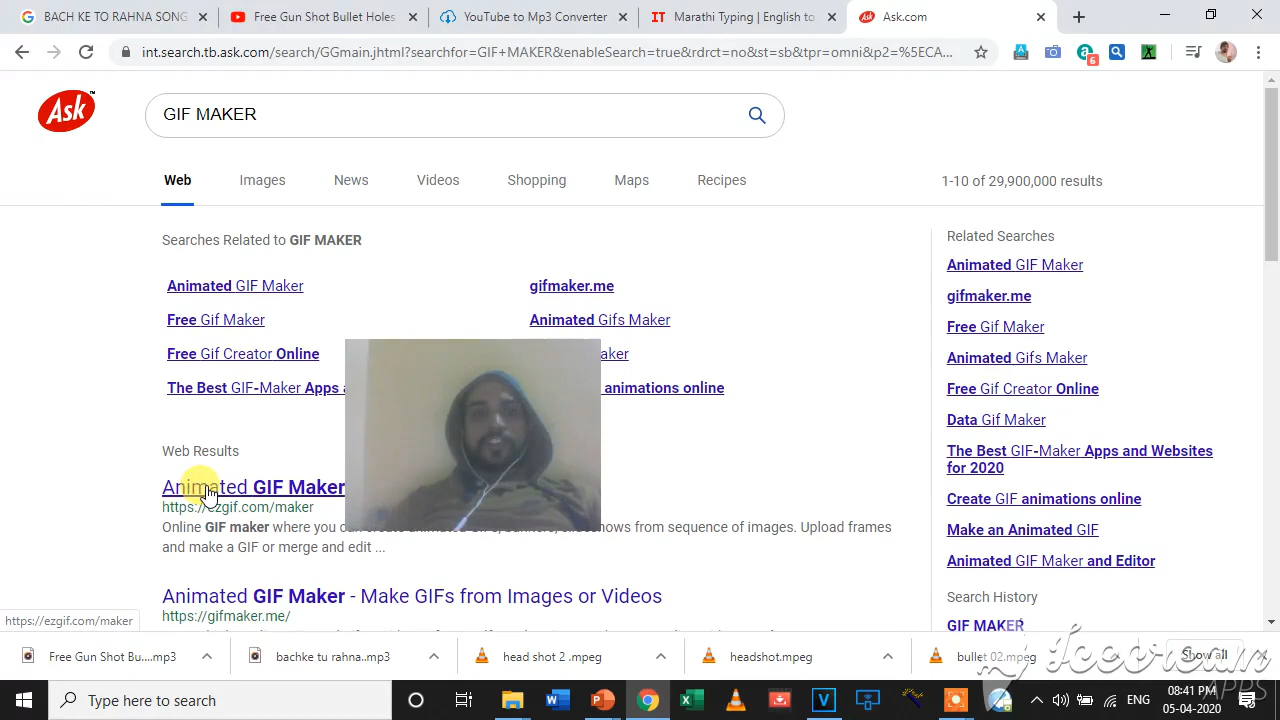 BACH KE TO RAHNA SONG
Free Gun Shot Bullet Holes
YouTube to Mp3 Converter
Marathi Typing | English to
Ask.com
int.search.tb.ask.com/search/GGmain.jhtml?searchfor=GIF+MAKER&enableSearch=true&rdrct=no&st=sb&tpr=omni&p2=%5ECA...
6
Ask
GIF MAKER
Web Images News Videos Shopping Maps Recipes
1-10 of 29,900,000 results
Searches Related to GIF MAKER
Animated GIF Maker
gifmaker.me
Free Gif Maker
Animated Gifs Maker
Free Gif Creator Online
aker
The Best GIF-Maker Apps a
animations online
Web Results
Animated GIF Maker
https://ezgif.com/maker
Online GIF maker where you can create animated GIFs, banners, slideshows from sequence of images. Upload frames
and make a GIF or merge and edit ...
Animated GIF Maker - Make GIFs from Images or Videos
https://gifmaker.me/
Related Searches
Animated GIF Maker
gifmaker.me
Free Gif Maker
Animated Gifs Maker
Free Gif Creator Online
Data Gif Maker
The Best GIF-Maker Apps and Websites
for 2020
Create GIF animations online
Make an Animated GIF
Animated GIF Maker and Editor
Search History
GIF MAKER
https://ezgif.com/maker
Free Gun Shot Bu....mp3
bachke tu rahna..mp3
head shot 2 .mpeg
headshot.mpeg
bullet 02.mpeg
Show all
APPS
Type here to search
ENG
08:41 PM
05-04-2020